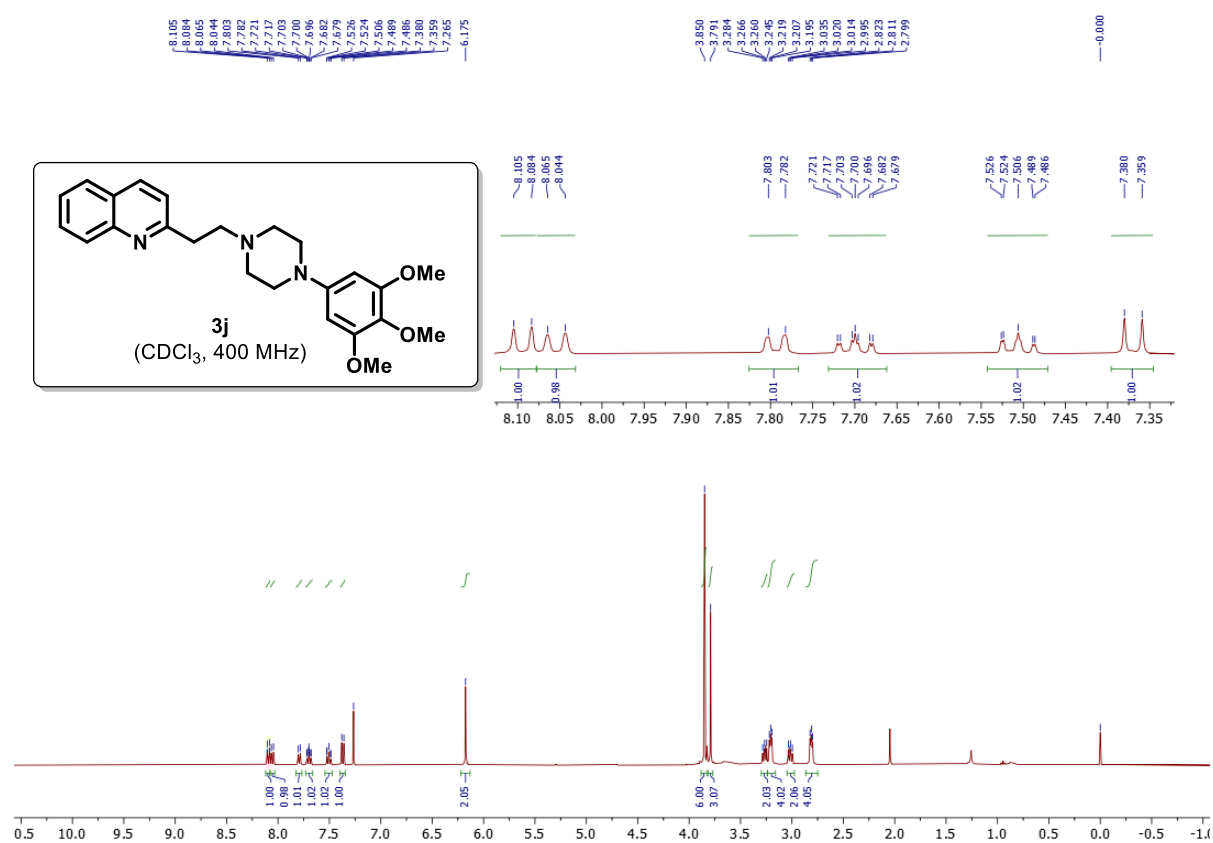 8.105 8.084 8.065 8.044 7.803 7.782 7.721 7.717 7.703 7.700 7.696 7.682 7.679 7.526 7.524 7.506 7.489 7.486 7.380 7.359 7.265 6.175 3.850 3.791 3.284 3.266 3.260 3.245 3.219 3.207 3.195 3.035 3.020 3.014 2.995 2.823 2.811 2.799 -0.000
8.105 8.084 8.065 8.044 7.803 7.782 7.721 7.717 7.703 7.700 7.696 7.682 7.679 7.526 7.524 7.506 7.489 7.486 7.380 7.359
N
N
N
OMe
OMe
OMe
3j
(CDCl₃, 400 MHz)
1.00 0.98 1.01 1.02 1.02 1.00
8.10 8.05 8.00 7.95 7.90 7.85 7.80 7.75 7.70 7.65 7.60 7.55 7.50 7.45 7.40 7.35
1.00 0.98 1.01 1.02 1.02 1.00 2.05 6.00 3.07 2.03 4.02 2.06 4.05
0.5 10.0 9.5 9.0 8.5 8.0 7.5 7.0 6.5 6.0 5.5 5.0 4.5 4.0 3.5 3.0 2.5 2.0 1.5 1.0 0.5 0.0 -0.5 -1.0